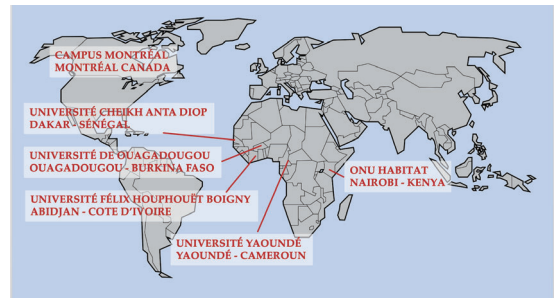 CAMPUS MONTRÉAL
MONTRÉAL CANADA
UNIVERSITÉ CHEIKH ANTA DIOP
DAKAR - SÉNÉGAL
UNIVERSITÉ DE OUAGADOUGOU
OUAGADOUGOU - BURKINA FASO
ONU HABITAT
NAIROBI - KENYA
UNIVERSITÉ FÉLIX HOUPHOUËT BOIGNY
ABIDJAN - COTE D'IVOIRE
UNIVERSITÉ YAOUNDÉ
YAOUNDÉ - CAMEROUN